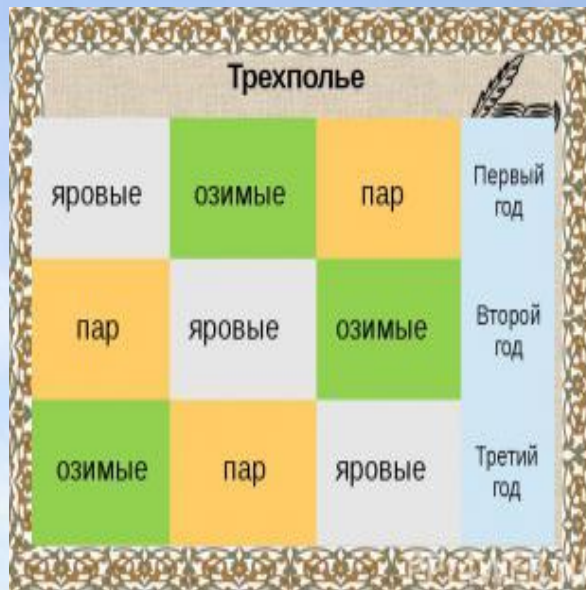 Трехполье
яровые озимые пар Первый
год
пар яровые озимые Второй
год
озимые пар яровые Третий
год